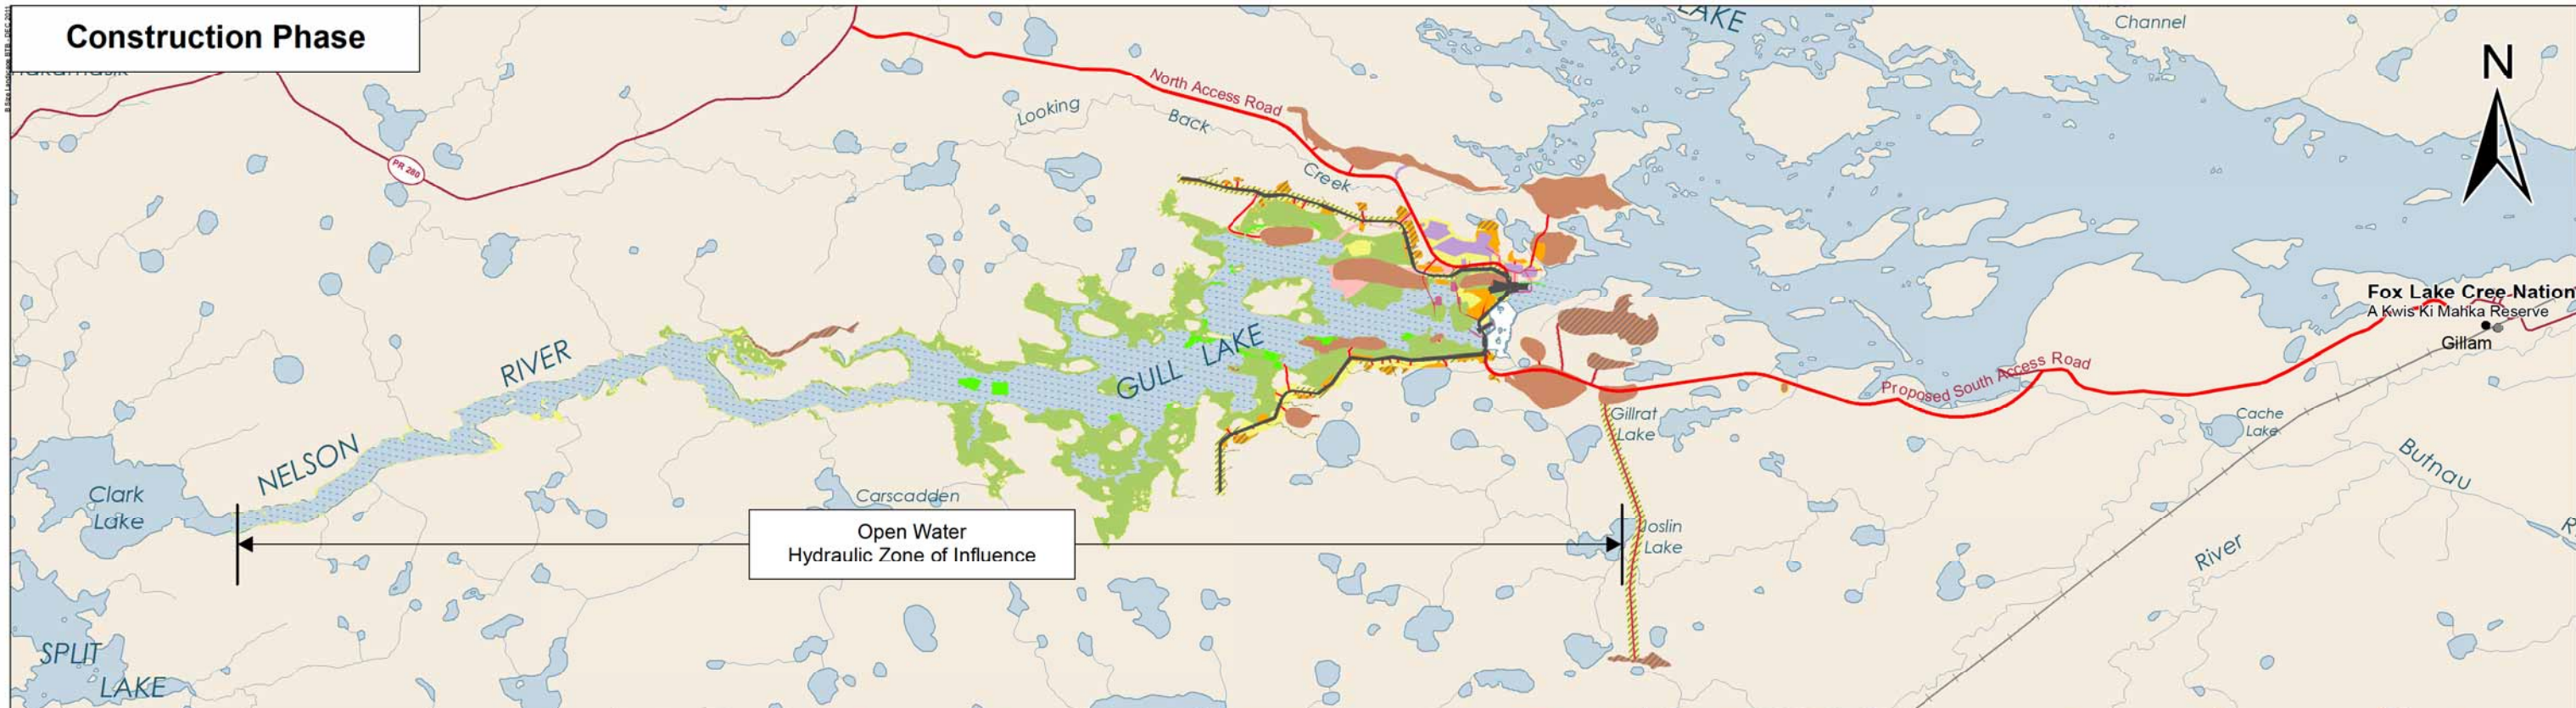 Construction Phase
LAKE
Channel
N
North Access Road
Looking
Back
Creek
PR 280
Fox Lake Cree Nation
A Kwis Ki Mahka Reserve
Gillam
RIVER
GULL LAKE
Proposed South Access Road
Gillrat
Lake
Cache
Lake
NELSON
Butnau
Clark
Lake
Carscadden
Open Water
Hydraulic Zone of Influence
Joslin
Lake
River
R
SPLIT
LAKE